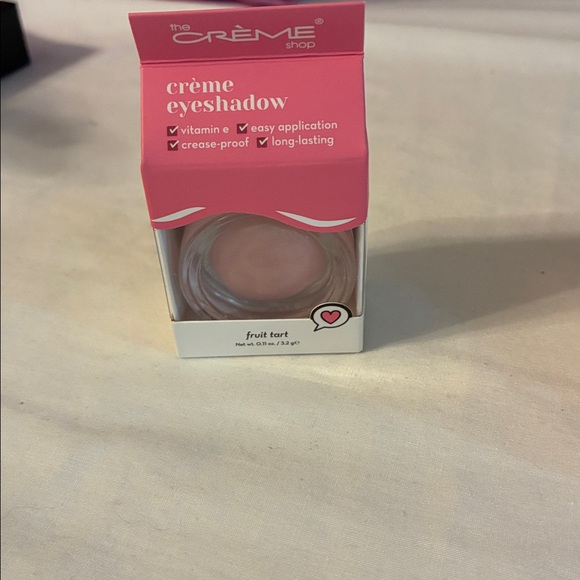 the
CRÈME®
shop
crème
eyeshadow
vitamin e easy application
crease-proof long-lasting
fruit tart
Net wt. 0.11 oz. / 3.2 g℮